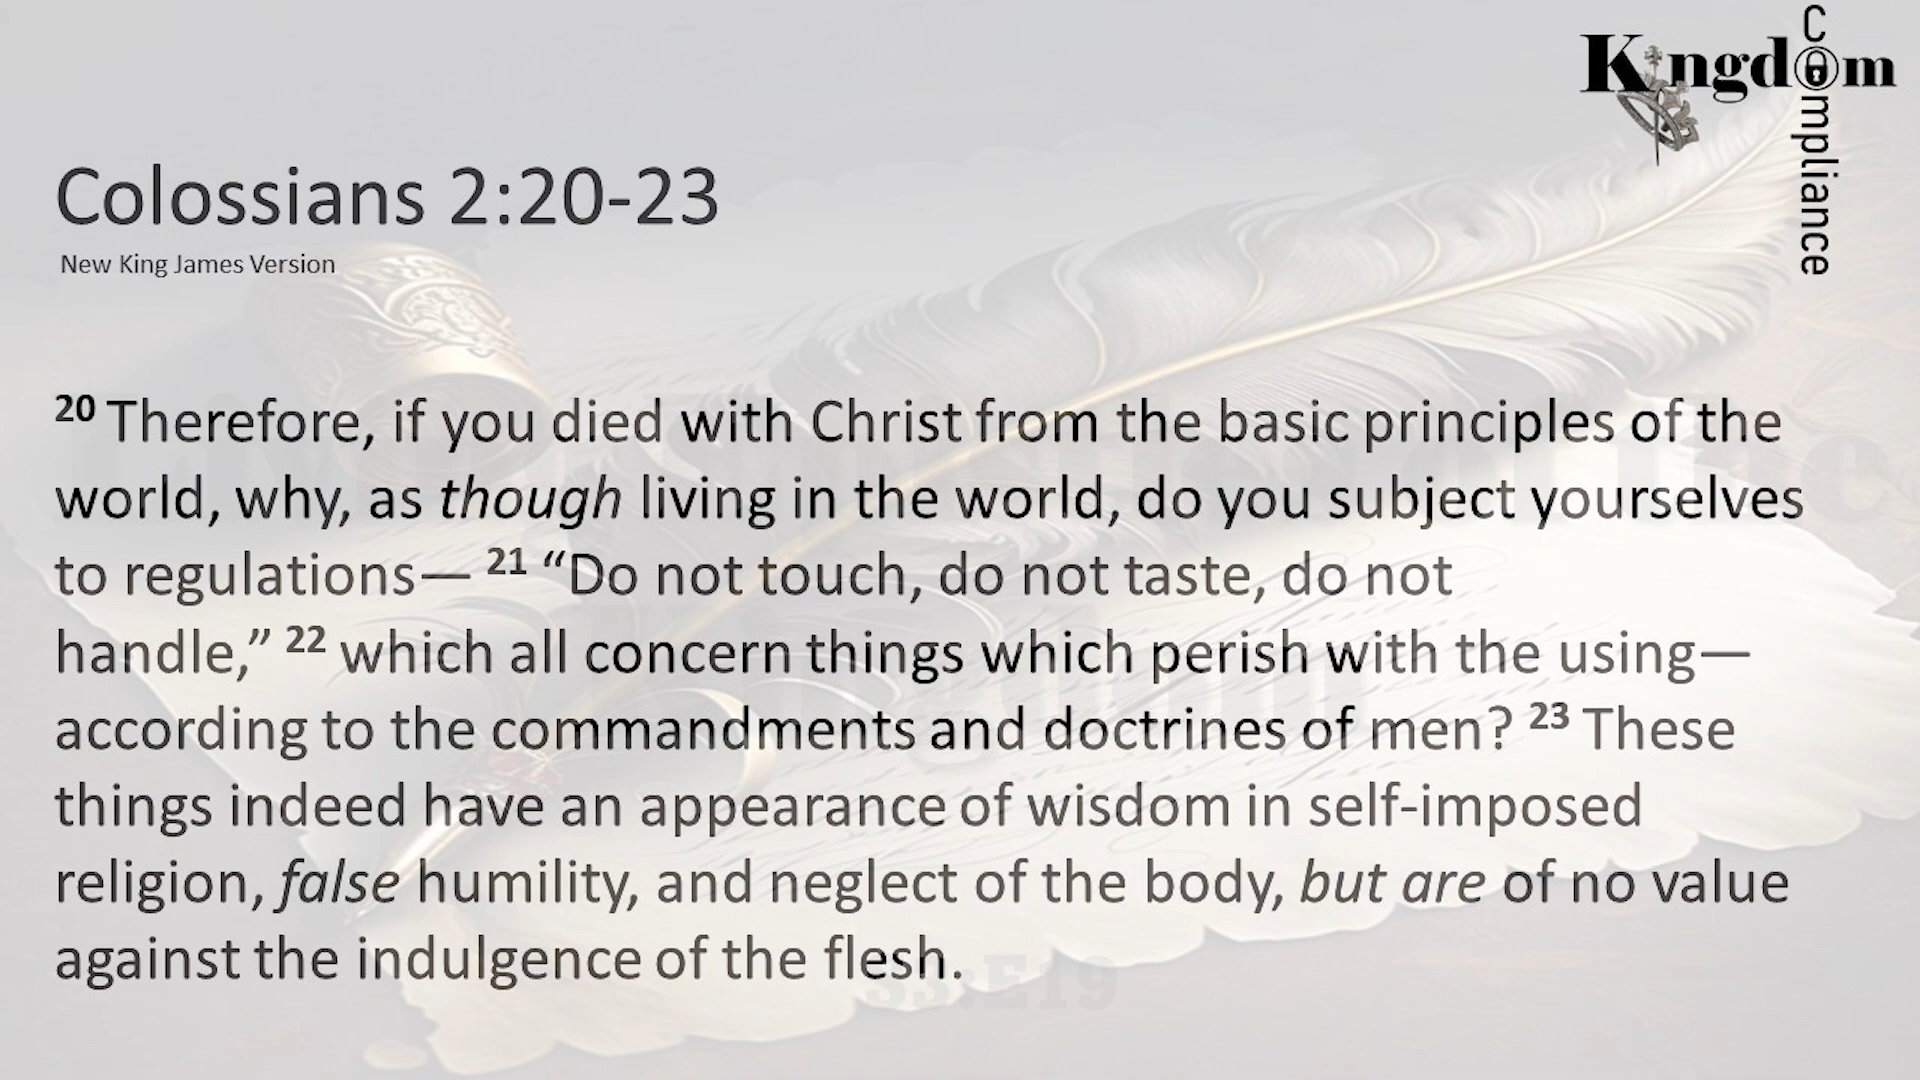 Kingdom
Compliance
Colossians 2:20-23
New King James Version
20 Therefore, if you died with Christ from the basic principles of the
world, why, as though living in the world, do you subject yourselves
to regulations— 21 “Do not touch, do not taste, do not
handle,” 22 which all concern things which perish with the using—
according to the commandments and doctrines of men? 23 These
things indeed have an appearance of wisdom in self-imposed
religion, false humility, and neglect of the body, but are of no value
against the indulgence of the flesh.
S3:E19